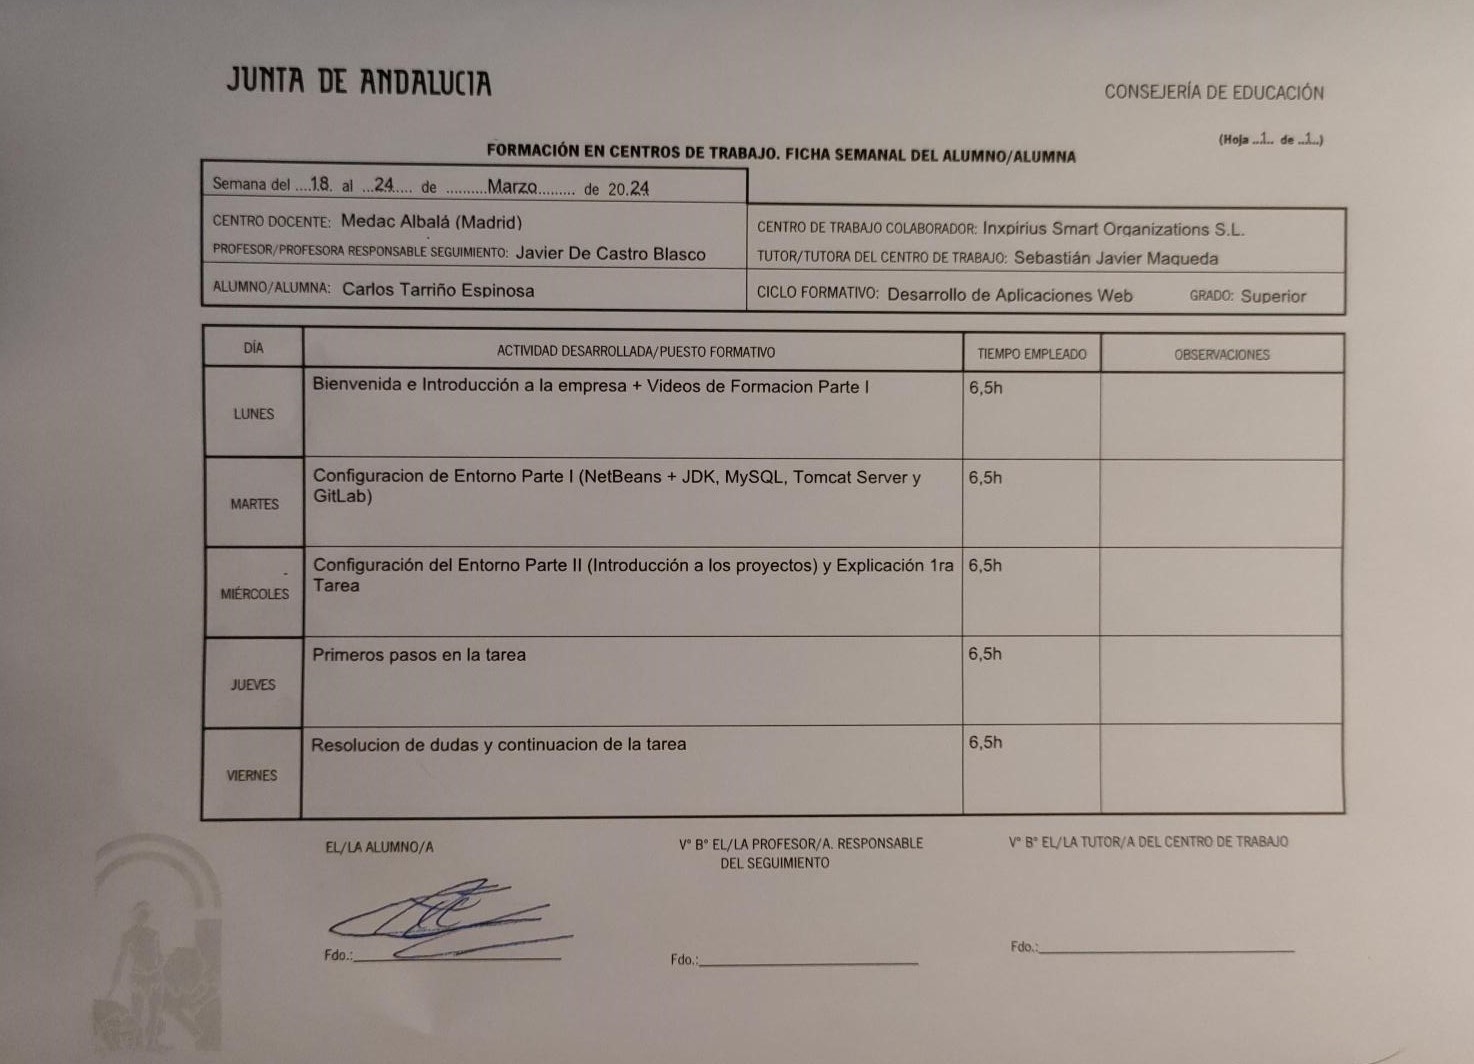 JUNTA DE ANDALUCIA
CONSEJERÍA DE EDUCACIÓN
(Hoja ...1.. de ...1...)
FORMACIÓN EN CENTROS DE TRABAJO. FICHA SEMANAL DEL ALUMNO/ALUMNA
Semana del ....18. al ...24..... de ..........Marzo......... de 20.24
CENTRO DOCENTE: Medac Albalá (Madrid)
PROFESOR/PROFESORA RESPONSABLE SEGUIMIENTO: Javier De Castro Blasco
CENTRO DE TRABAJO COLABORADOR: Inxpirius Smart Organizations S.L.
TUTOR/TUTORA DEL CENTRO DE TRABAJO: Sebastián Javier Maqueda
ALUMNO/ALUMNA: Carlos Tarriño Espinosa
CICLO FORMATIVO: Desarrollo de Aplicaciones Web GRADO: Superior
DÍA ACTIVIDAD DESARROLLADA/PUESTO FORMATIVO TIEMPO EMPLEADO OBSERVACIONES
LUNES
Bienvenida e Introducción a la empresa + Videos de Formacion Parte I 6,5h
MARTES
Configuracion de Entorno Parte I (NetBeans + JDK, MySQL, Tomcat Server y 6,5h
GitLab)
MIÉRCOLES
Configuración del Entorno Parte II (Introducción a los proyectos) y Explicación 1ra 6,5h
Tarea
JUEVES
Primeros pasos en la tarea 6,5h
VIERNES
Resolucion de dudas y continuacion de la tarea 6,5h
EL/LA ALUMNO/A
Fdo.:
V° B° EL/LA PROFESOR/A. RESPONSABLE
DEL SEGUIMIENTO
Fdo.:
V° B° EL/LA TUTOR/A DEL CENTRO DE TRABAJO
Fdo.: